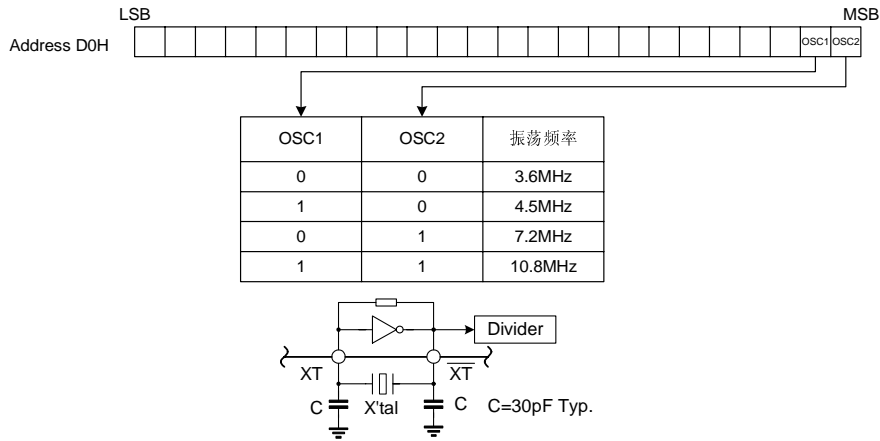 LSB MSB
Address D0H OSC1 OSC2
OSC1 OSC2 振荡频率
0 0 3.6MHz
1 0 4.5MHz
0 1 7.2MHz
1 1 10.8MHz
Divider
XT XT
C X'tal C C=30pF Typ.